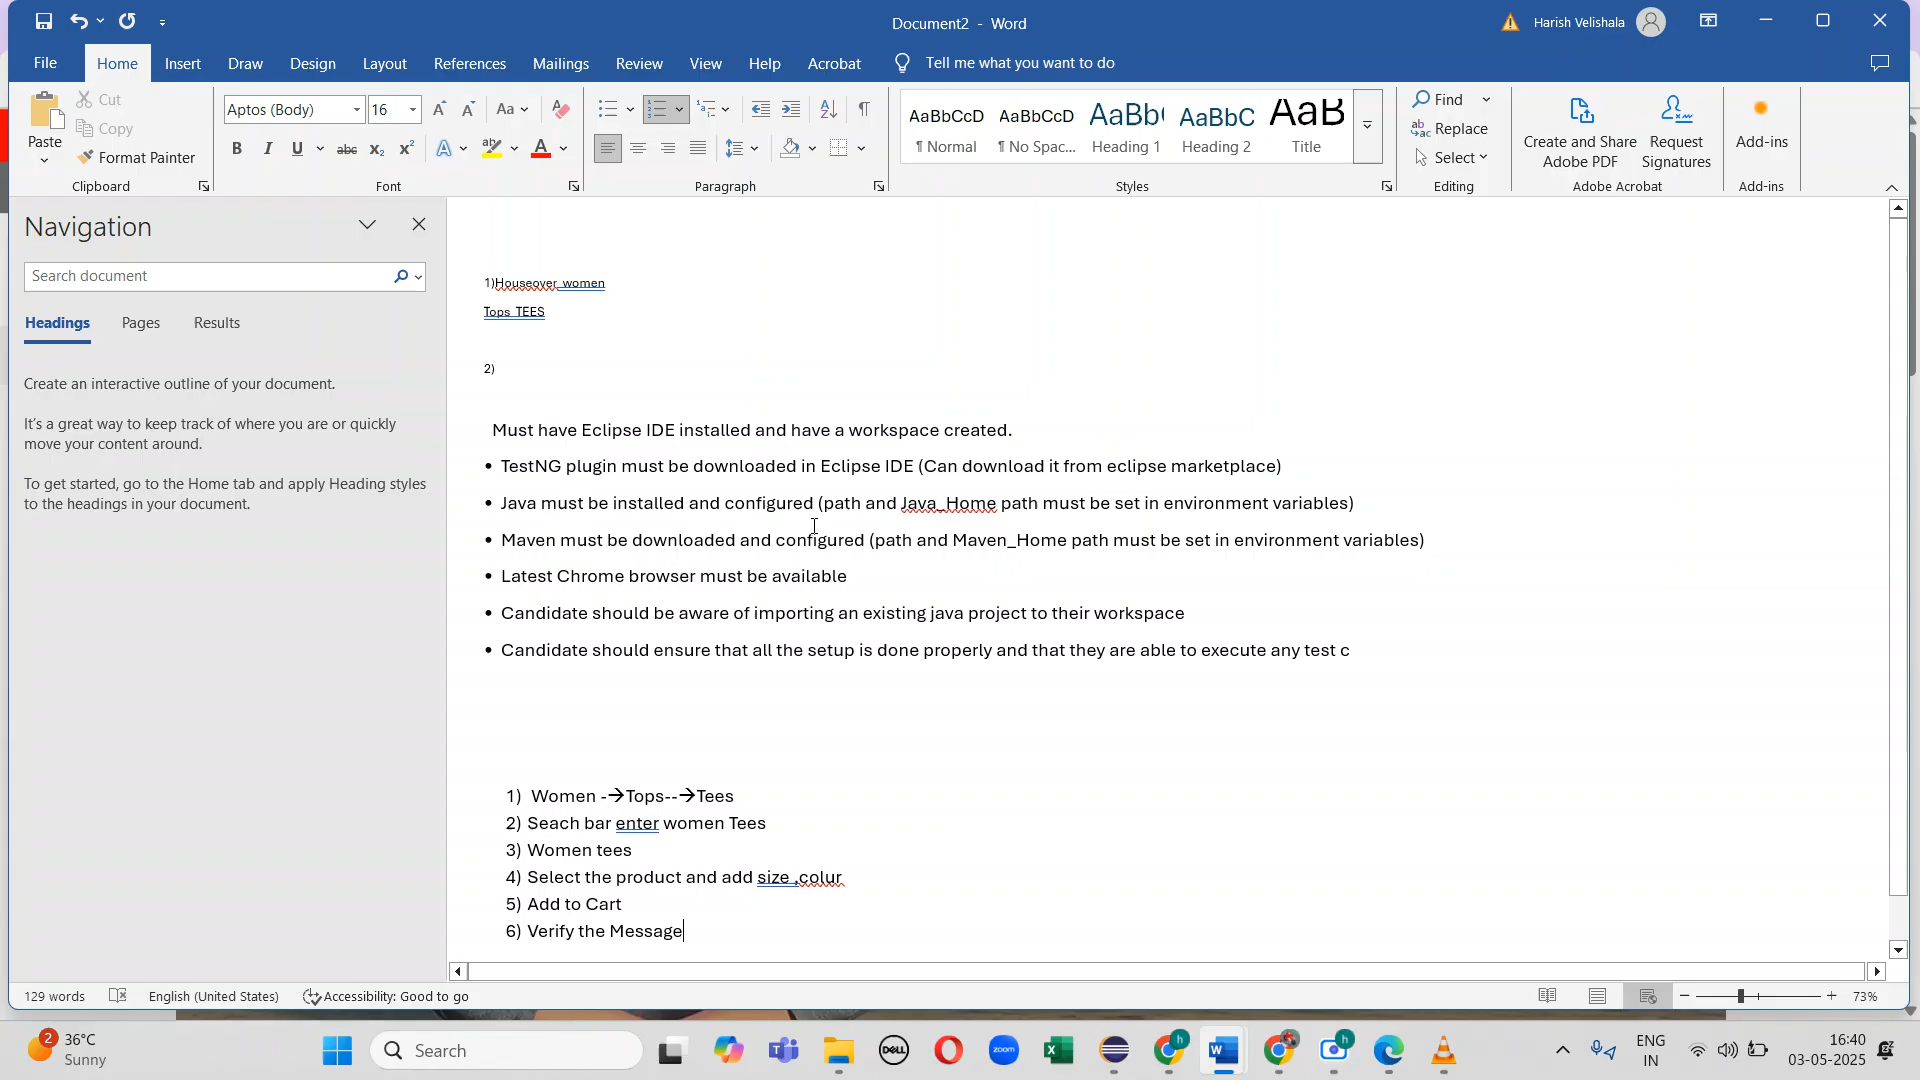 Document2 - Word
Harish Velishala
File
Home
Insert
Draw
Design
Layout
References
Mailings
Review
View
Help
Acrobat
Tell me what you want to do
Paste
Cut
Copy
Format Painter
Clipboard
Aptos (Body)
16
Font
Paragraph
AaBbCcD
¶ Normal
AaBbCcD
¶ No Spac...
AaBb(
Heading 1
AaBbC
Heading 2
AaB
Title
Styles
Find
Replace
Select
Editing
Create and Share
Adobe PDF
Request
Signatures
Adobe Acrobat
Add-ins
Add-ins
Navigation
Search document
Headings
Pages
Results
Create an interactive outline of your document.
It's a great way to keep track of where you are or quickly
move your content around.
To get started, go to the Home tab and apply Heading styles
to the headings in your document.
1)Houseover women
Tops TEES
2)
Must have Eclipse IDE installed and have a workspace created.
• TestNG plugin must be downloaded in Eclipse IDE (Can download it from eclipse marketplace)
• Java must be installed and configured (path and Java_Home path must be set in environment variables)
• Maven must be downloaded and configured (path and Maven_Home path must be set in environment variables)
• Latest Chrome browser must be available
• Candidate should be aware of importing an existing java project to their workspace
• Candidate should ensure that all the setup is done properly and that they are able to execute any test c
1) Women -→Tops--→Tees
2) Seach bar enter women Tees
3) Women tees
4) Select the product and add size ,colur
5) Add to Cart
6) Verify the Message
129 words
English (United States)
Accessibility: Good to go
73%
2
36°C
Sunny
Search
DELL
zoom
h
h
ENG
IN
16:40
03-05-2025